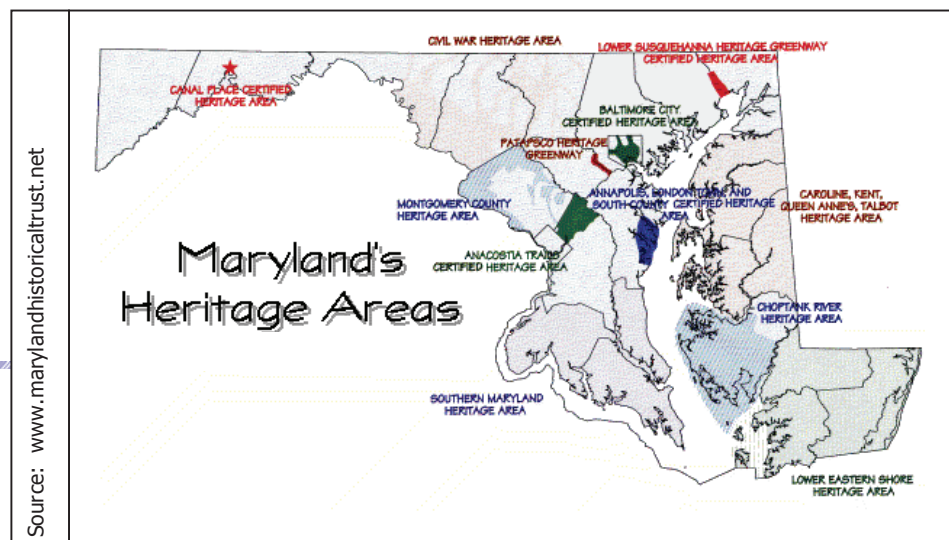 Source: www.marylandhistoricaltrust.net
CIVIL WAR HERITAGE AREA
LOWER SUSQUEHANNA HERITAGE GREENWAY
CERTIFIED HERITAGE AREA
CANAL PLACE CERTIFIED
HERITAGE AREA
BALTIMORE CITY
CERTIFIED HERITAGE AREA
PATAPSCO HERITAGE
GREENWAY
MONTGOMERY COUNTY
HERITAGE AREA
ANNAPOLIS, LONDONTOWN, AND
SOUTH COUNTY CERTIFIED HERITAGE
AREA
CAROLINE, KENT,
QUEEN ANNE'S, TALBOT
HERITAGE AREA
ANACOSTIA TRAILS
CERTIFIED HERITAGE AREA
Maryland's
Heritage Areas
CHOPTANK RIVER
HERITAGE AREA
SOUTHERN MARYLAND
HERITAGE AREA
LOWER EASTERN SHORE
HERITAGE AREA